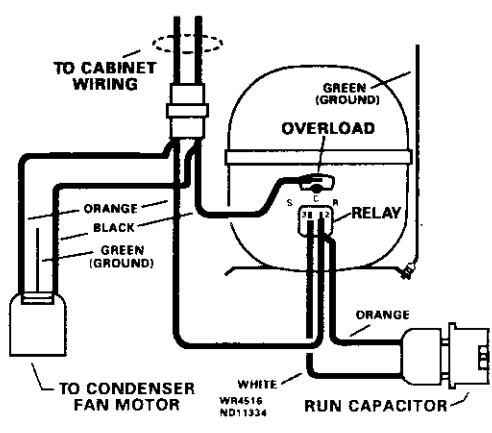 TO CABINET
WIRING
GREEN
(GROUND)
OVERLOAD
S C R
3 2
RELAY
ORANGE
BLACK
GREEN
(GROUND)
ORANGE
TO CONDENSER
FAN MOTOR
WHITE
WR4516
ND11334
RUN CAPACITOR